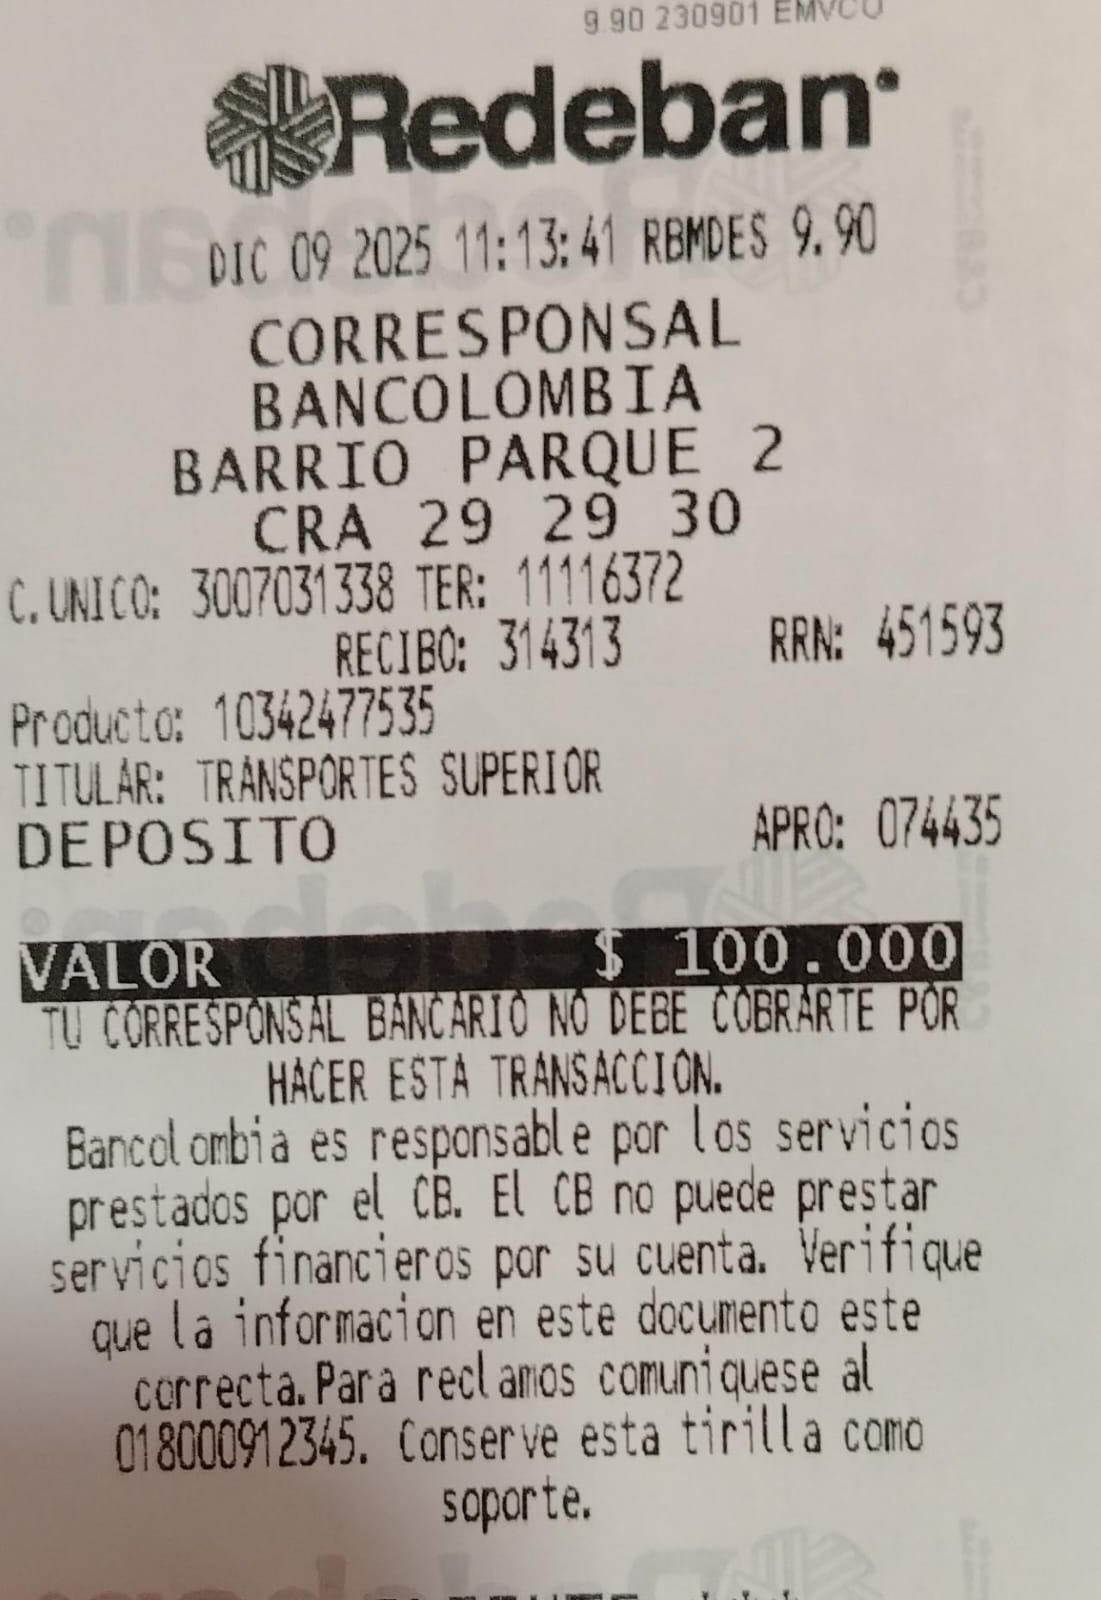 9.90 230901 EMVCO
Redeban
DIC 09 2025 11:13:41 RBMDES 9.90
CORRESPONSAL
BANCOLOMBIA
BARRIO PARQUE 2
CRA 29 29 30
C.UNICO: 3007031338 TER: 11116372
RECIBO: 314313 RRN: 451593
Producto: 10342477535
TITULAR: TRANSPORTES SUPERIOR
DEPOSITO APRO: 074435
VALOR $ 100.000
TU CORRESPONSAL BANCARIO NO DEBE COBRARTE POR
HACER ESTA TRANSACCION.
Bancolombia es responsable por los servicios
prestados por el CB. El CB no puede prestar
servicios financieros por su cuenta. Verifique
que la informacion en este documento este
correcta.Para reclamos comuniquese al
018000912345. Conserve esta tirilla como
soporte.